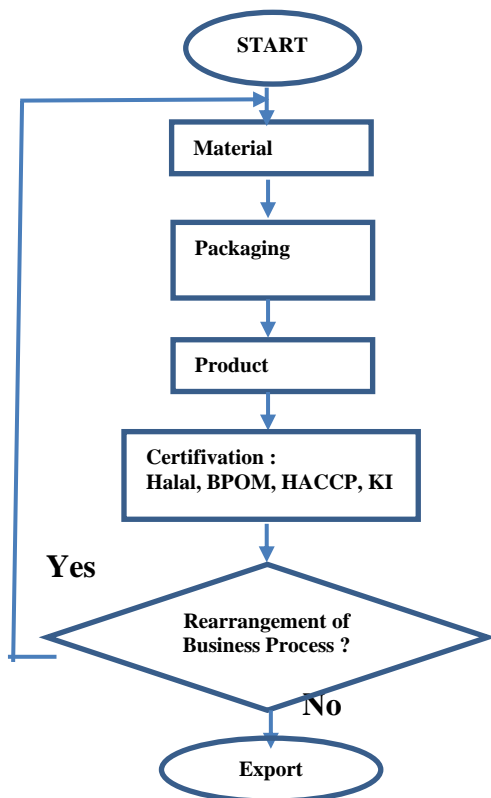 START
Material
Packaging
Product
Certifivation :
Halal, BPOM, HACCP, KI
Yes
Rearrangement of
Business Process ?
No
Export